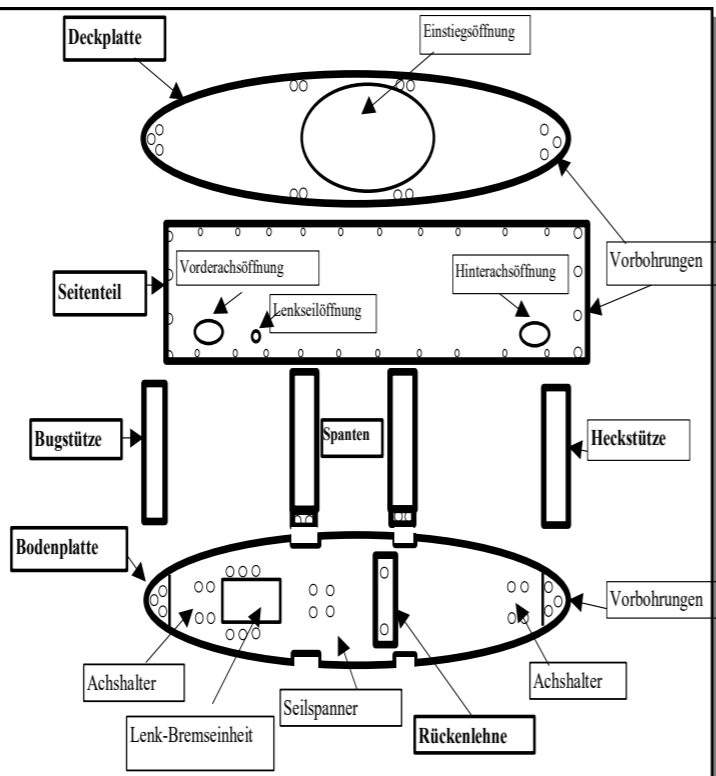 Deckplatte
Einstiegsöffnung
Vorbohrungen
Vorderachsöffnung
Hinterachsöffnung
Seitenteil
Lenkseilöffnung
Bugstütze
Spanten
Heckstütze
Bodenplatte
Vorbohrungen
Achshalter
Achshalter
Seilspanner
Lenk-Bremseinheit
Rückenlehne